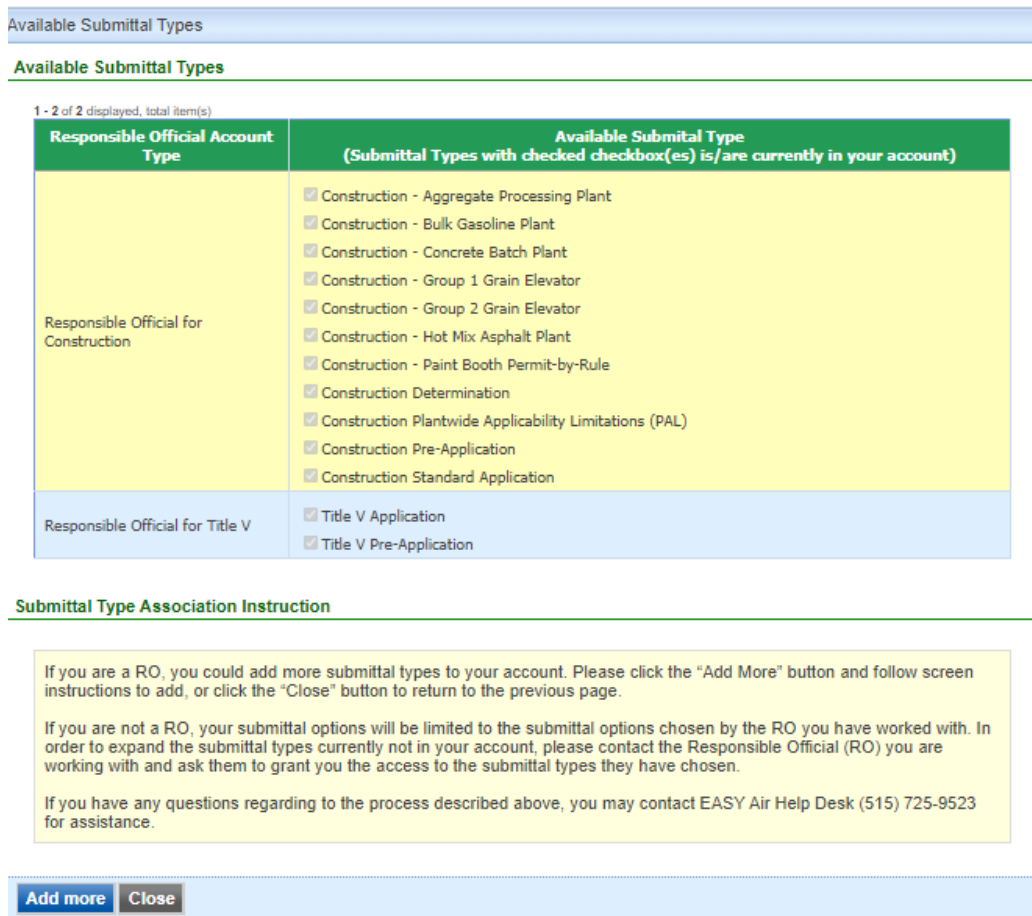 Available Submittal Types
Available Submittal Types
1 - 2 of 2 displayed, total item(s)
Responsible Official Account
Type
Available Submital Type
(Submittal Types with checked checkbox(es) is/are currently in your account)
Responsible Official for
Construction
Construction - Aggregate Processing Plant
Construction - Bulk Gasoline Plant
Construction - Concrete Batch Plant
Construction - Group 1 Grain Elevator
Construction - Group 2 Grain Elevator
Construction - Hot Mix Asphalt Plant
Construction - Paint Booth Permit-by-Rule
Construction Determination
Construction Plantwide Applicability Limitations (PAL)
Construction Pre-Application
Construction Standard Application
Responsible Official for Title V
Title V Application
Title V Pre-Application
Submittal Type Association Instruction
If you are a RO, you could add more submittal types to your account. Please click the “Add More” button and follow screen
instructions to add, or click the “Close” button to return to the previous page.
If you are not a RO, your submittal options will be limited to the submittal options chosen by the RO you have worked with. In
order to expand the submittal types currently not in your account, please contact the Responsible Official (RO) you are
working with and ask them to grant you the access to the submittal types they have chosen.
If you have any questions regarding to the process described above, you may contact EASY Air Help Desk (515) 725-9523
for assistance.
Add more
Close